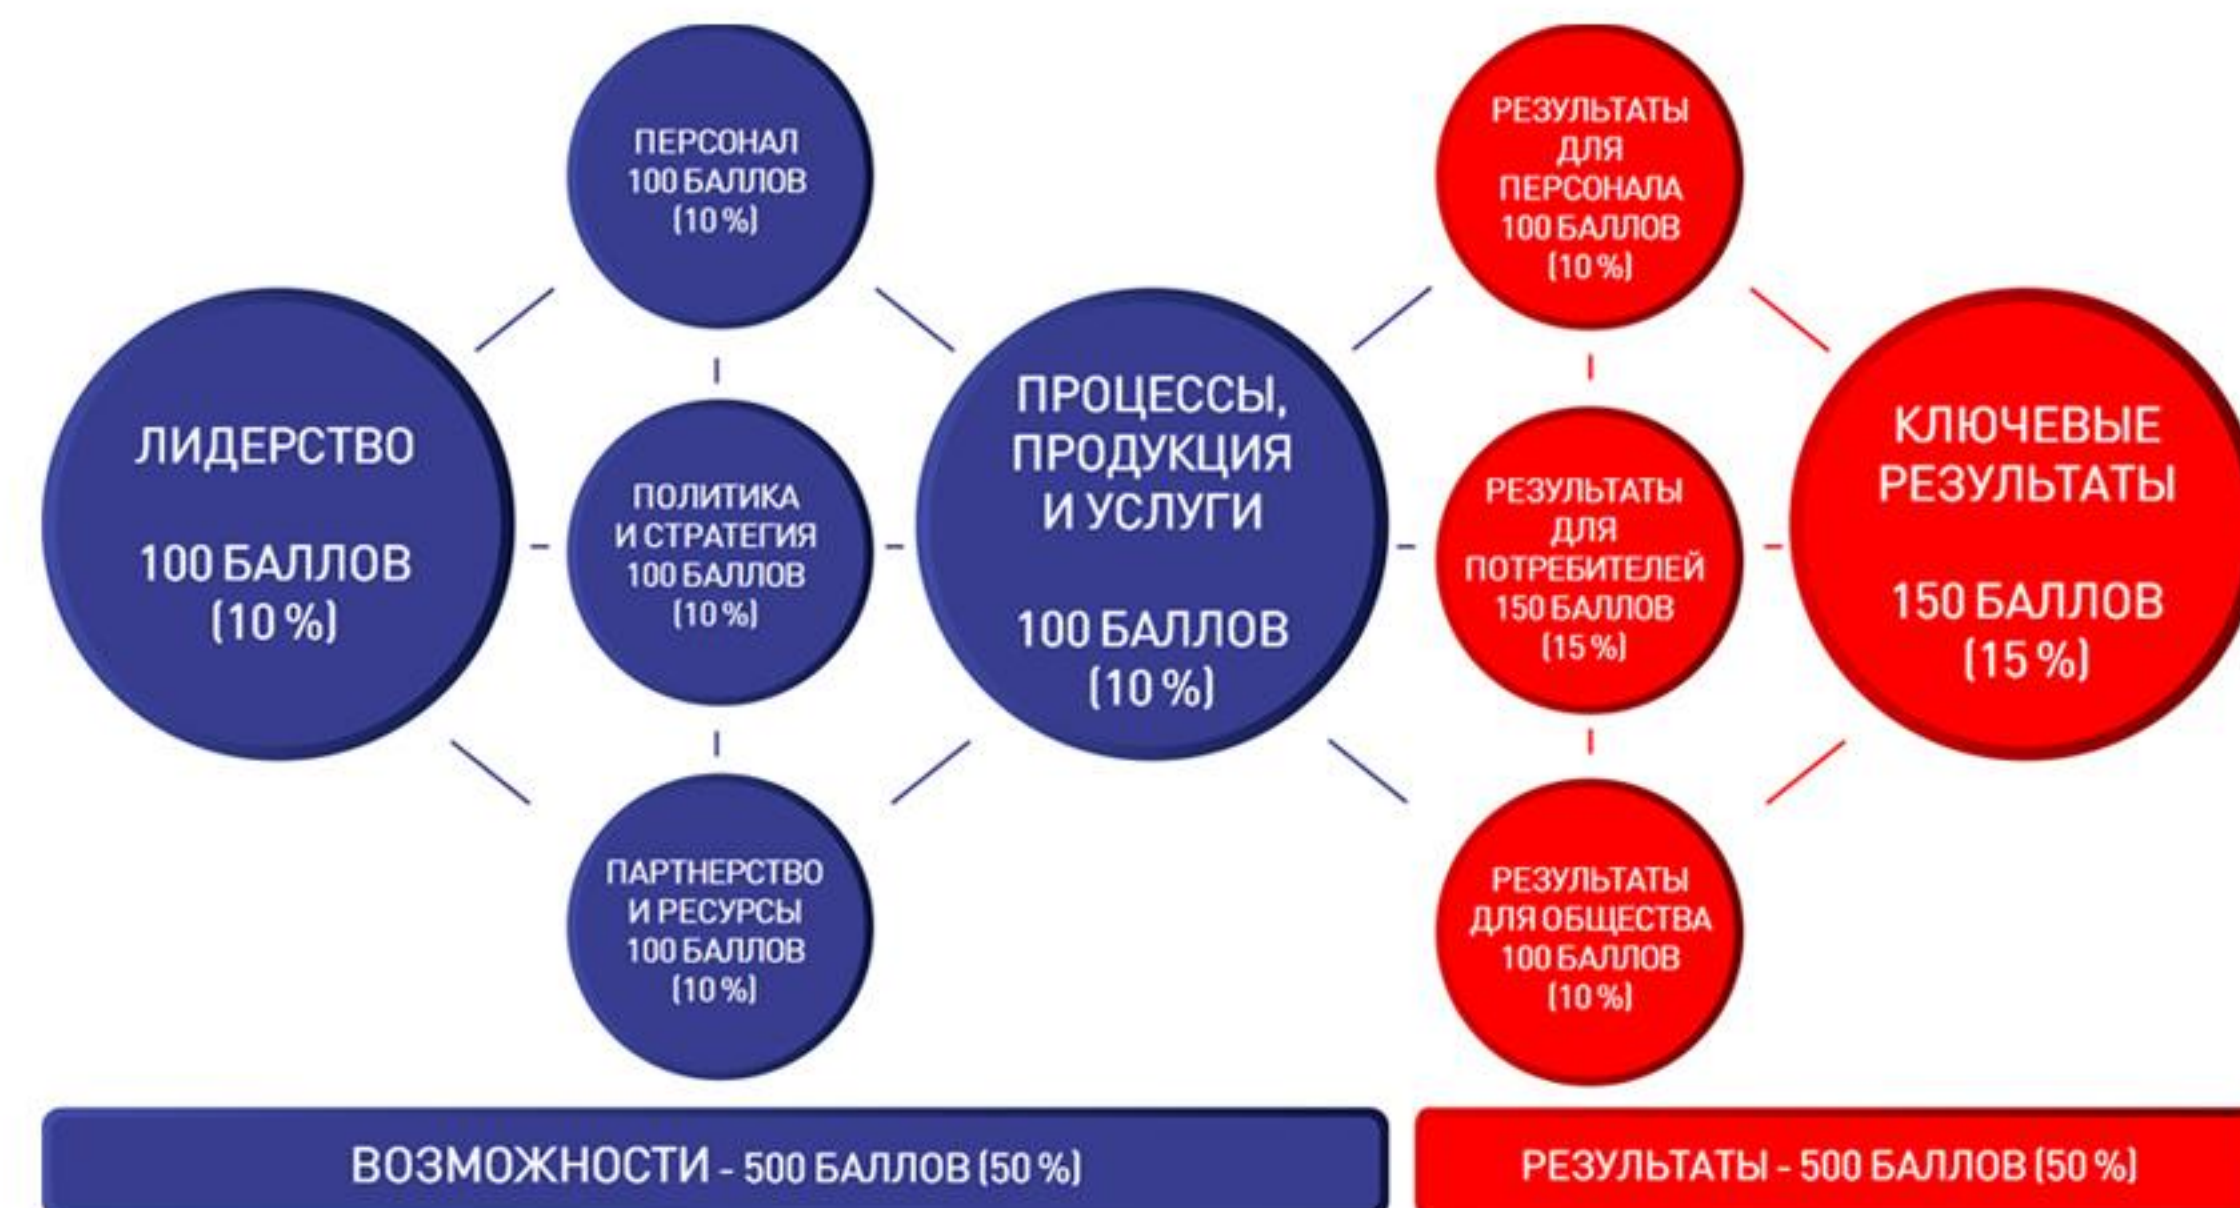 ЛИДЕРСТВО
100 БАЛЛОВ
(10 %)
ПЕРСОНАЛ
100 БАЛЛОВ
(10 %)
ПОЛИТИКА
И СТРАТЕГИЯ
100 БАЛЛОВ
(10 %)
ПАРТНЕРСТВО
И РЕСУРСЫ
100 БАЛЛОВ
(10 %)
ПРОЦЕССЫ,
ПРОДУКЦИЯ
И УСЛУГИ
100 БАЛЛОВ
(10 %)
РЕЗУЛЬТАТЫ
ДЛЯ
ПЕРСОНАЛА
100 БАЛЛОВ
(10 %)
РЕЗУЛЬТАТЫ
ДЛЯ
ПОТРЕБИТЕЛЕЙ
150 БАЛЛОВ
(15 %)
РЕЗУЛЬТАТЫ
ДЛЯ ОБЩЕСТВА
100 БАЛЛОВ
(10 %)
КЛЮЧЕВЫЕ
РЕЗУЛЬТАТЫ
150 БАЛЛОВ
(15 %)
ВОЗМОЖНОСТИ - 500 БАЛЛОВ (50 %)
РЕЗУЛЬТАТЫ - 500 БАЛЛОВ (50 %)